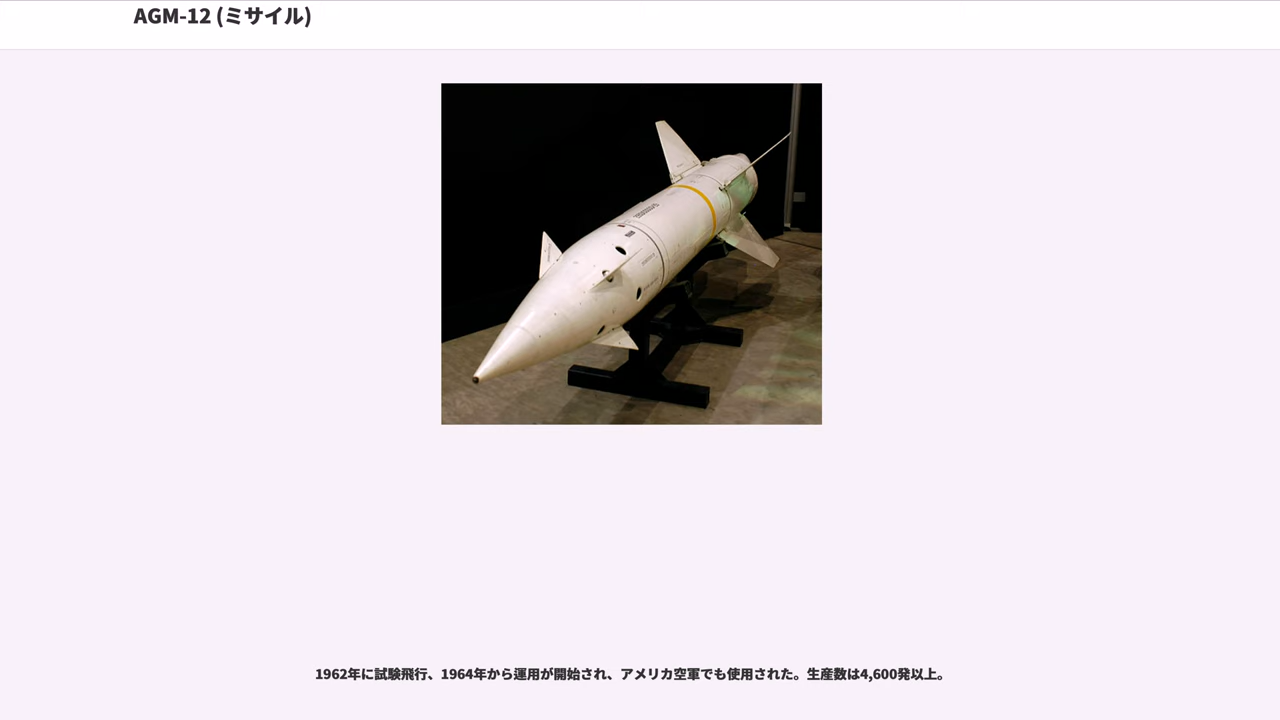 AGM-12 (ミサイル)
1962年に試験飛行、1964年から運用が開始され、アメリカ空軍でも使用された。生産数は4,600発以上。